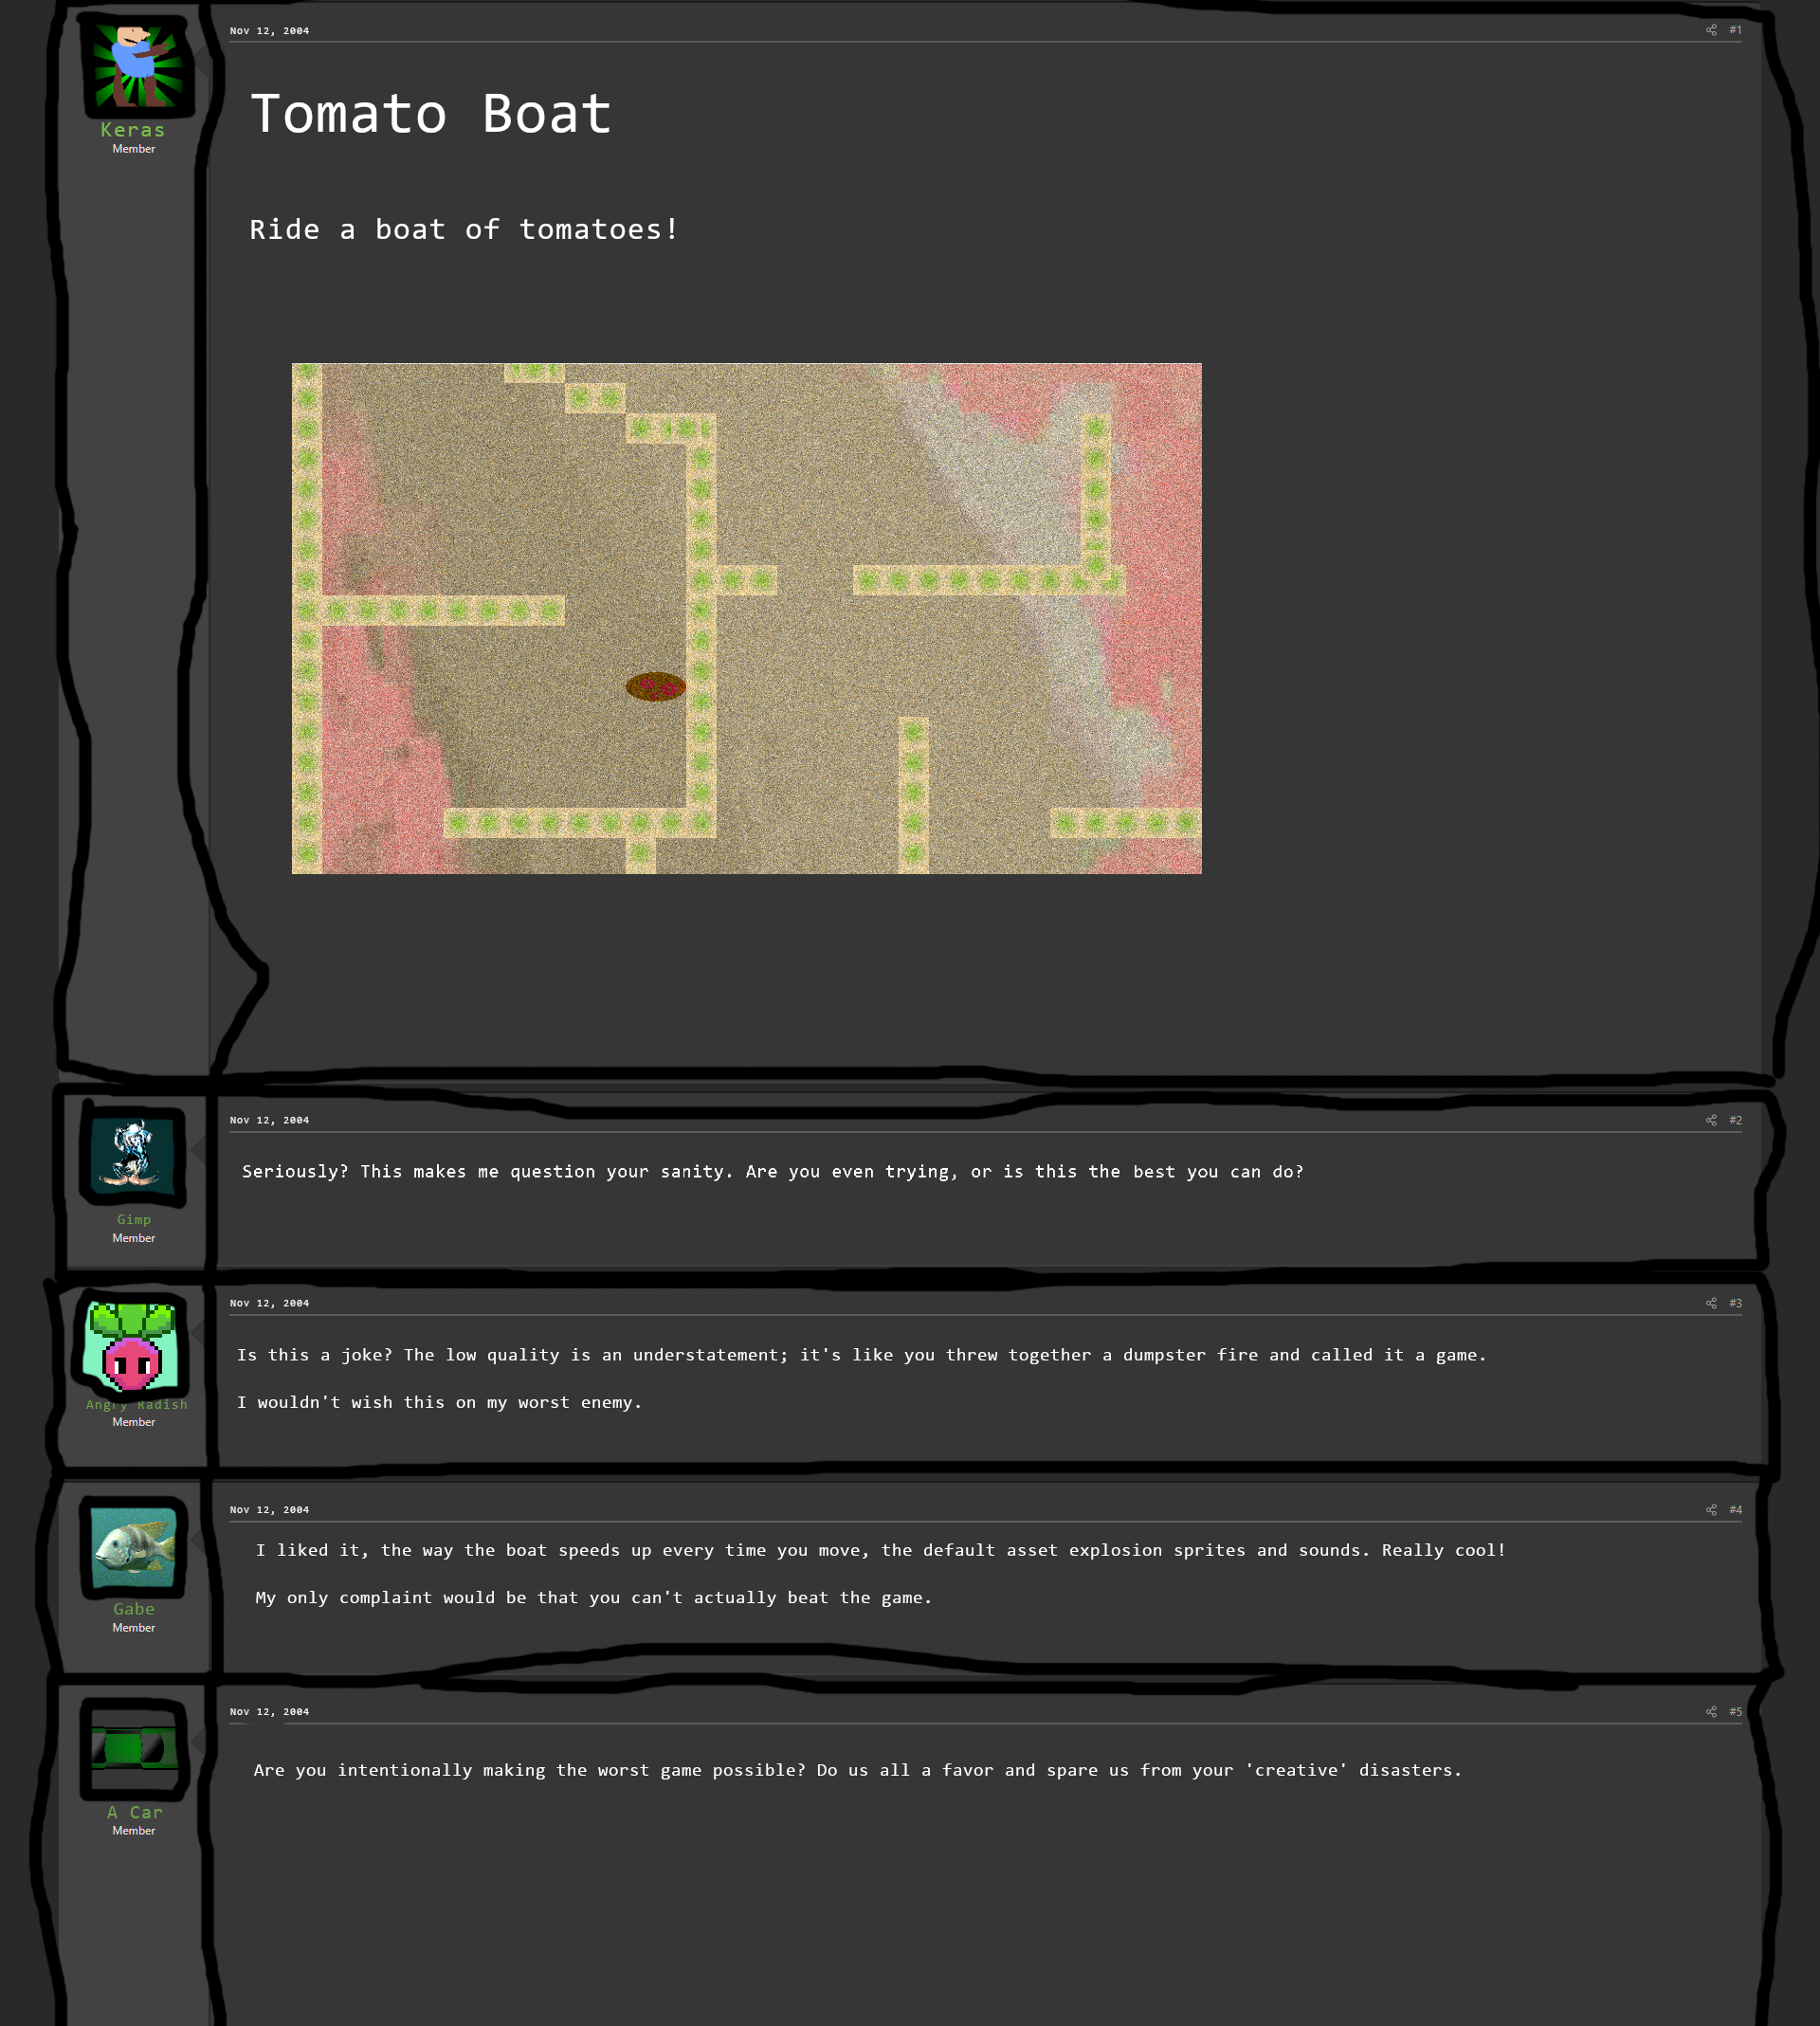 Nov 12, 2004
#1
Keras
Member
Tomato Boat
Ride a boat of tomatoes!
Nov 12, 2004
#2
Seriously? This makes me question your sanity. Are you even trying, or is this the best you can do?
Gimp
Member
Nov 12, 2004
#3
Is this a joke? The low quality is an understatement; it's like you threw together a dumpster fire and called it a game.
I wouldn't wish this on my worst enemy.
Angry Radish
Member
Nov 12, 2004
#4
I liked it, the way the boat speeds up every time you move, the default asset explosion sprites and sounds. Really cool!
My only complaint would be that you can't actually beat the game.
Gabe
Member
Nov 12, 2004
#5
Are you intentionally making the worst game possible? Do us all a favor and spare us from your 'creative' disasters.
A Car
Member